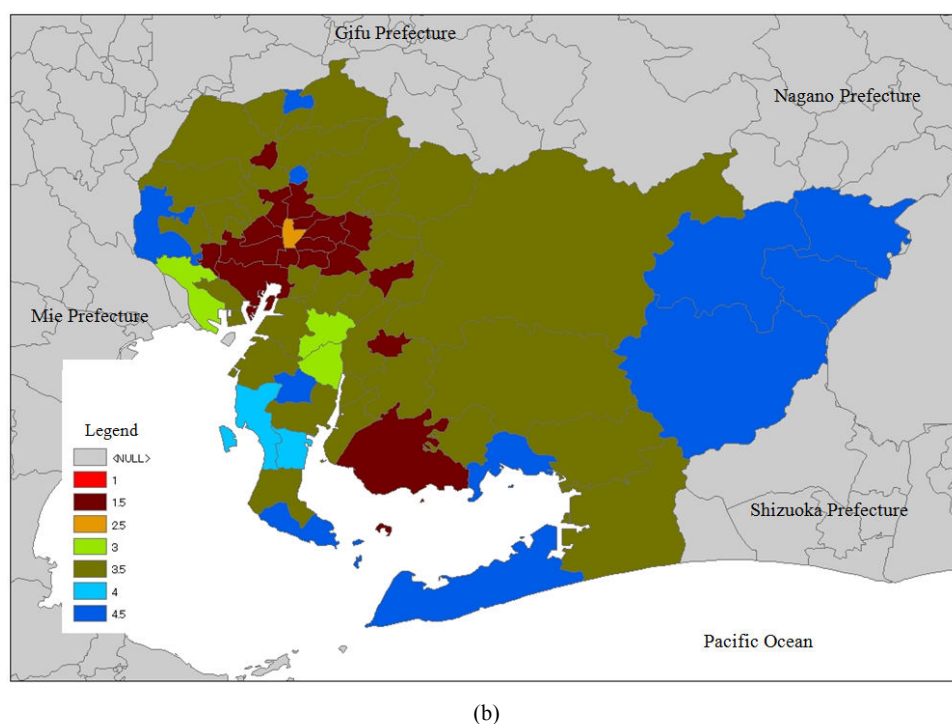 Gifu Prefecture
Nagano Prefecture
Mie Prefecture
Legend
<NULL>
1
1.5
2.5
3
3.5
4
4.5
Shizuoka Prefecture
Pacific Ocean
(b)